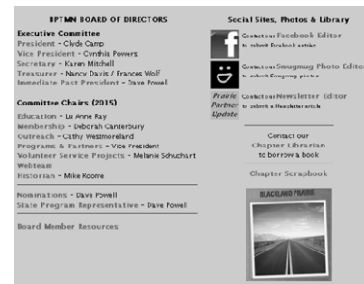 BPTMN BOARD OF DIRECTORS
Executive Committee
President - Clyde Camp
Vice President - Cynthia Powers
Secretary - Karen Mitchell
Treasurer - Nancy Davis / Frances Wolf
Immediate Past President - Dave Powell
Committee Chairs (2015)
Education - La Anne Ray
Membership - Deborah Canterbury
Outreach - Cathy Westmoreland
Programs & Partners - Vice President
Volunteer Service Projects - Melanie Schuchart
Webteam
Historian - Mike Roome
Nominations - Dave Powell
State Program Representative - Dave Powell
Board Member Resources
Social Sites, Photos & Library
Contact our Facebook Editor
to submit Facebook articles
Contact our Smugmug Photo Editor
to submit Smugmug photos
Prairie
Partner
Update
Contact our Newsletter Editor
to submit a Newsletter article
Contact our
Chapter Librarian
to borrow a book
Chapter Scrapbook
BLACKLAND PRAIRIE